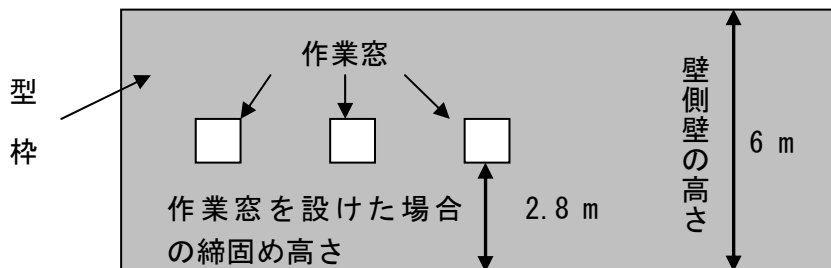 作業窓
型
枠
壁側壁の高さ
6 m
作業窓を設けた場合
の締固め高さ
2.8 m